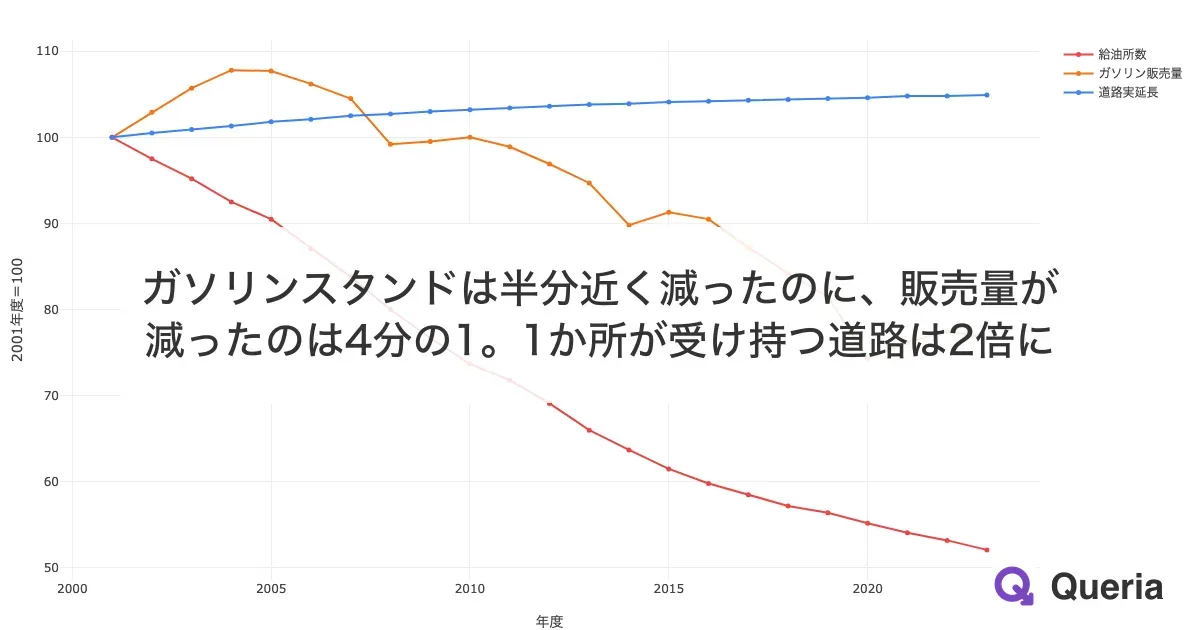 給油所数
ガソリン販売量
道路実延長
110
100
90
80
70
60
50
2001年度=100
ガソリンスタンドは半分近く減ったのに、販売量が
減ったのは4分の1。1か所が受け持つ道路は2倍に
2000
2005
2010
2015
2020
年度
Queria